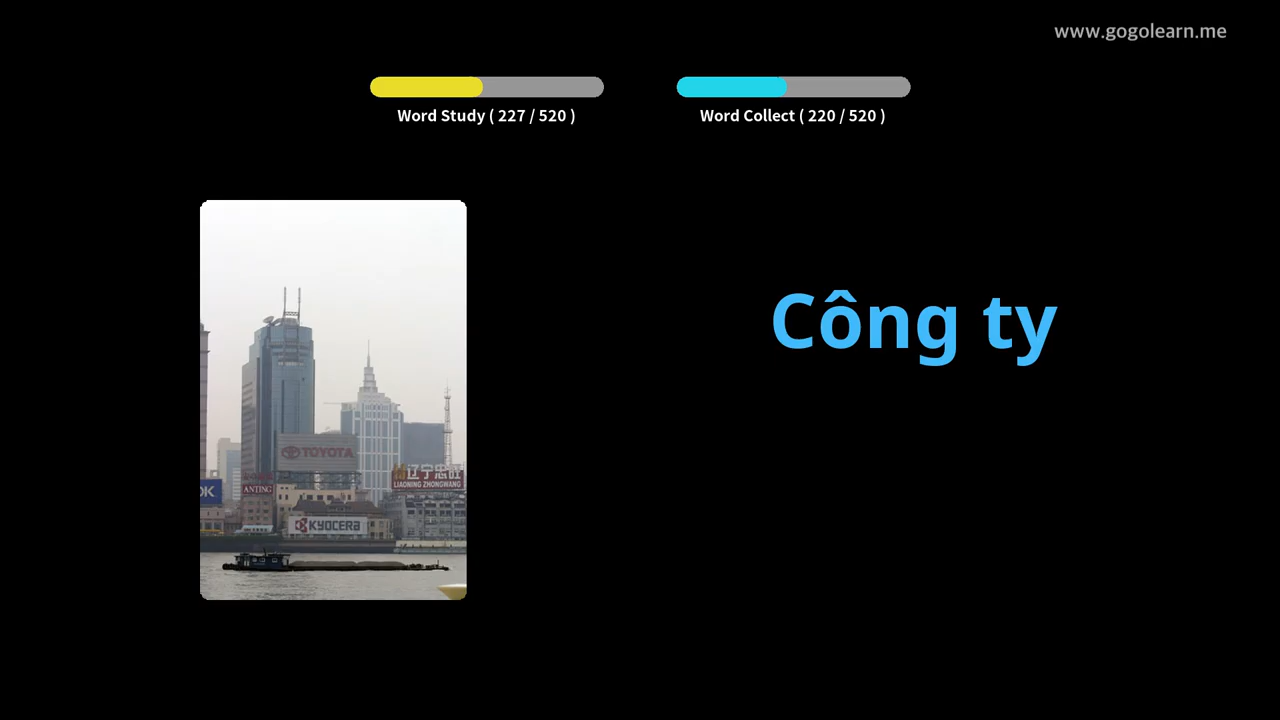 www.gogolearn.me
Word Study ( 227 / 520 )
Word Collect ( 220 / 520 )
Công ty
TOYOTA
辽宁忠旺
LIAONING ZHONGWANG
OK
ANTING
KYOCERA